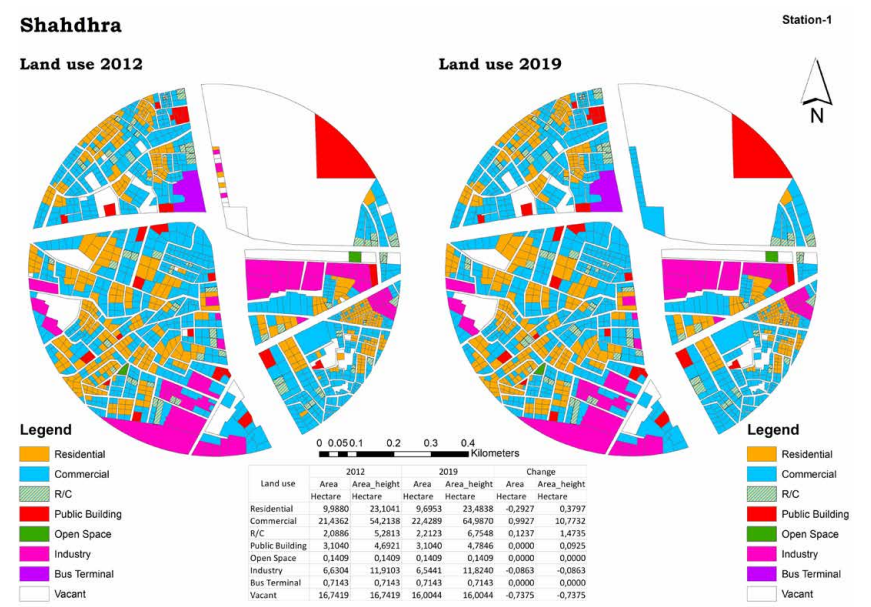 Shahdhra
Station-1
Land use 2012
Land use 2019
N
Legend
Residential
Commercial
R/C
Public Building
Open Space
Industry
Bus Terminal
Vacant
0 0.05 0.1 0.2 0.3 0.4
Kilometers
Land use 2012 2019 Change
Area Area_height Area Area_height Area Area_height
Hectare Hectare Hectare Hectare Hectare Hectare
Residential 9,9880 23,1041 9,6953 23,4838 -0,2927 0,3797
Commercial 21,4362 54,2138 22,4289 64,9870 0,9927 10,7732
R/C 2,0886 5,2813 2,2123 6,7548 0,1237 1,4735
Public Building 3,1040 4,6921 3,1040 4,7846 0,0000 0,0925
Open Space 0,1409 0,1409 0,1409 0,1409 0,0000 0,0000
Industry 6,6304 11,9103 6,5441 11,8240 -0,0863 -0,0863
Bus Terminal 0,7143 0,7143 0,7143 0,7143 0,0000 0,0000
Vacant 16,7419 16,7419 16,0044 16,0044 -0,7375 -0,7375
Legend
Residential
Commercial
R/C
Public Building
Open Space
Industry
Bus Terminal
Vacant